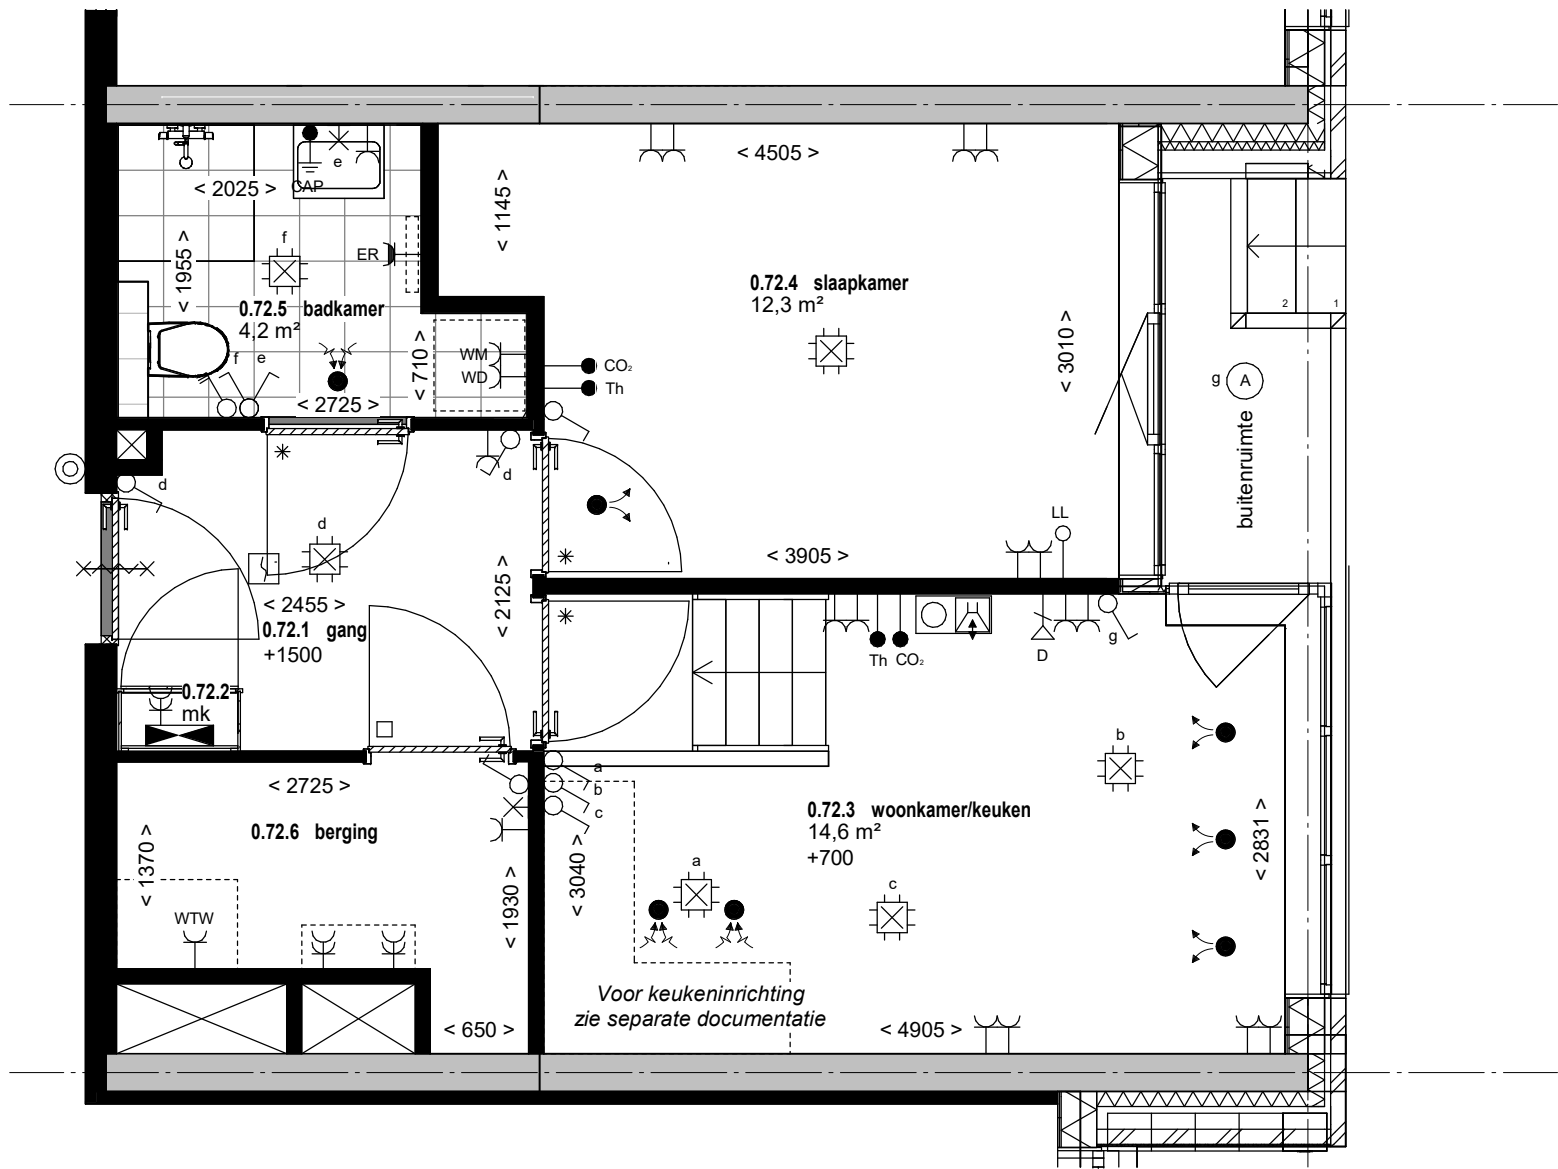 < 4505 >
e
< 2025 >
CAP
< 1145 >
f
ER
< 1955 >
0.72.4 slaapkamer
12,3 m²
0.72.5 badkamer
4,2 m²
2
1
f
e
< 710 >
WM
WD
CO₂
Th
< 3010 >
g
A
< 2725 >
buitenruimte
d
d
LL
d
< 3905 >
< 2125 >
< 2455 >
0.72.1 gang
+1500
g
D
Th
CO₂
0.72.2
mk
b
a
b
c
< 2725 >
0.72.3 woonkamer/keuken
14,6 m²
+700
0.72.6 berging
< 1370 >
< 3040 >
< 2831 >
a
c
< 1930 >
WTW
Voor keukeninrichting
zie separate documentatie
< 650 >
< 4905 >